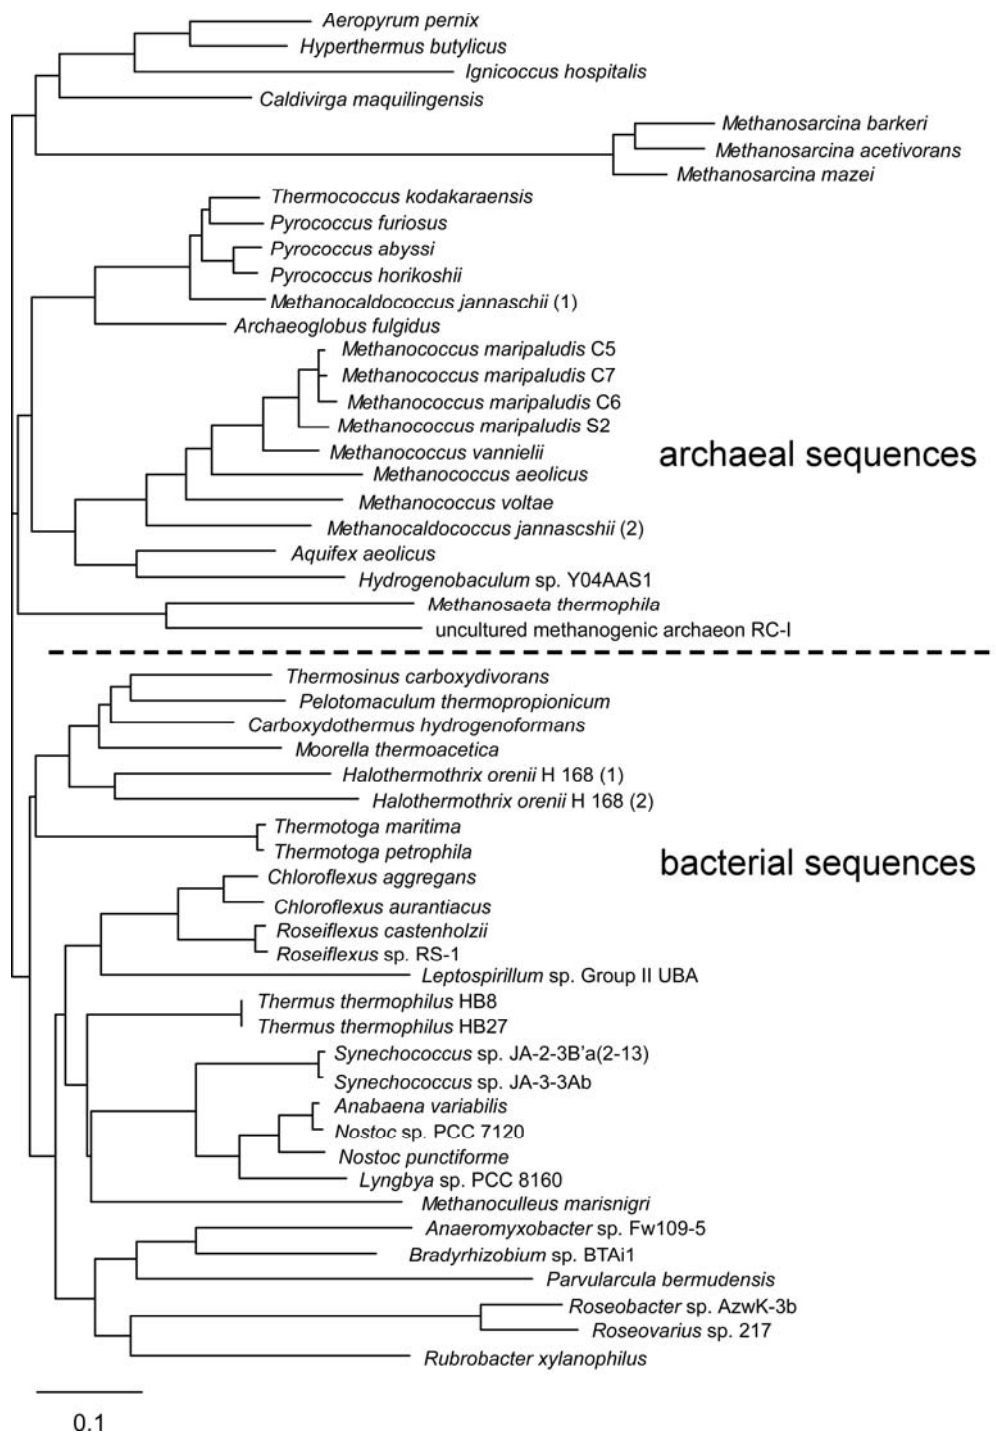 Aeropyrum pernix
Hyperthermus butylicus
Ignicoccus hospitalis
Caldivirga maquilingensis
Methanosarcina barkeri
Methanosarcina acetivorans
Methanosarcina mazei
Thermococcus kodakaraensis
Pyrococcus furiosus
Pyrococcus abyssi
Pyrococcus horikoshii
Methanocaldococcus jannaschii (1)
Archaeoglobus fulgidus
Methanococcus maripaludis C5
Methanococcus maripaludis C7
Methanococcus maripaludis C6
Methanococcus maripaludis S2
Methanococcus vannielii
archaeal sequences
Methanococcus aeolicus
Methanococcus voltae
Methanocaldococcus jannascshii (2)
Aquifex aeolicus
Hydrogenobaculum sp. Y04AAS1
Methanosaeta thermophila
uncultured methanogenic archaeon RC-I
Thermosinus carboxydivorans
Pelotomaculum thermopropionicum
Carboxydothermus hydrogenoformans
Moorella thermoacetica
Halothermothrix orenii H 168 (1)
Halothermothrix orenii H 168 (2)
Thermotoga maritima
Thermotoga petrophila
bacterial sequences
Chloroflexus aggregans
Chloroflexus aurantiacus
Roseiflexus castenholzii
Roseiflexus sp. RS-1
Leptospirillum sp. Group II UBA
Thermus thermophilus HB8
Thermus thermophilus HB27
Synechococcus sp. JA-2-3B'a(2-13)
Synechococcus sp. JA-3-3Ab
Anabaena variabilis
Nostoc sp. PCC 7120
Nostoc punctiforme
Lyngbya sp. PCC 8160
Methanoculleus marisnigri
Anaeromyxobacter sp. Fw109-5
Bradyrhizobium sp. BTAi1
Parvularcula bermudensis
Roseobacter sp. AzwK-3b
Roseovarius sp. 217
Rubrobacter xylanophilus
0.1